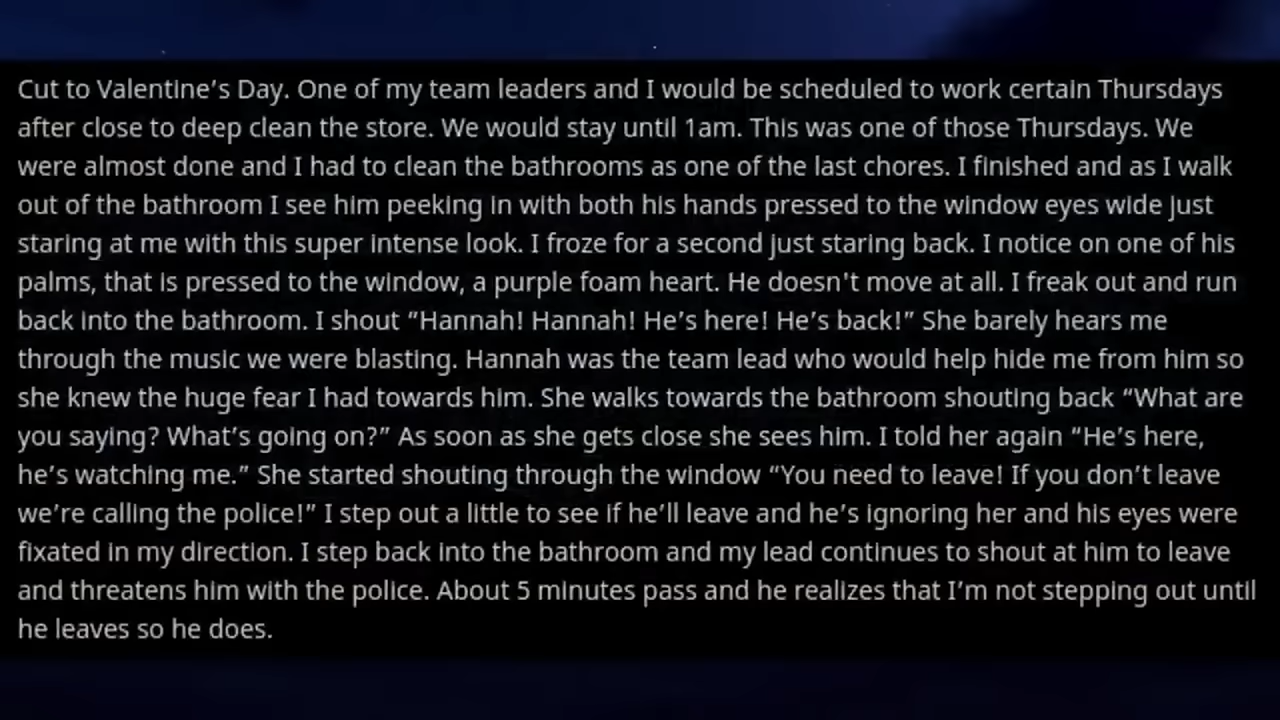 Cut to Valentine’s Day. One of my team leaders and I would be scheduled to work certain Thursdays
after close to deep clean the store. We would stay until 1am. This was one of those Thursdays. We
were almost done and I had to clean the bathrooms as one of the last chores. I finished and as I walk
out of the bathroom I see him peeking in with both his hands pressed to the window eyes wide just
staring at me with this super intense look. I froze for a second just staring back. I notice on one of his
palms, that is pressed to the window, a purple foam heart. He doesn't move at all. I freak out and run
back into the bathroom. I shout “Hannah! Hannah! He’s here! He’s back!” She barely hears me
through the music we were blasting. Hannah was the team lead who would help hide me from him so
she knew the huge fear I had towards him. She walks towards the bathroom shouting back “What are
you saying? What’s going on?” As soon as she gets close she sees him. I told her again “He’s here,
he’s watching me.” She started shouting through the window “You need to leave! If you don’t leave
we’re calling the police!” I step out a little to see if he’ll leave and he’s ignoring her and his eyes were
fixated in my direction. I step back into the bathroom and my lead continues to shout at him to leave
and threatens him with the police. About 5 minutes pass and he realizes that I’m not stepping out until
he leaves so he does.